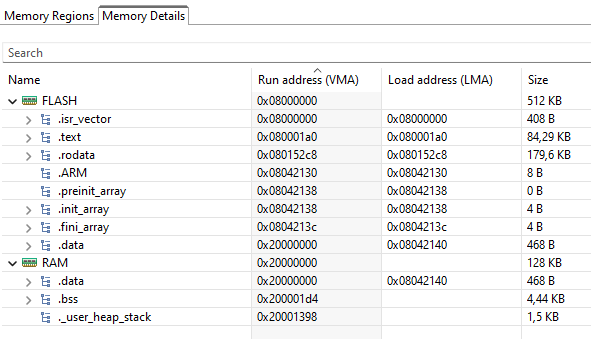 Memory Regions Memory Details
Search
Name Run address (VMA) Load address (LMA) Size
FLASH 0x08000000 512 KB
.isr_vector 0x08000000 0x08000000 408 B
.text 0x080001a0 0x080001a0 84,29 KB
.rodata 0x080152c8 0x080152c8 179,6 KB
.ARM 0x08042130 0x08042130 8 B
.preinit_array 0x08042138 0x08042138 0 B
.init_array 0x08042138 0x08042138 4 B
.fini_array 0x0804213c 0x0804213c 4 B
.data 0x20000000 0x08042140 468 B
RAM 0x20000000 128 KB
.data 0x20000000 0x08042140 468 B
.bss 0x200001d4 4,44 KB
._user_heap_stack 0x20001398 1,5 KB